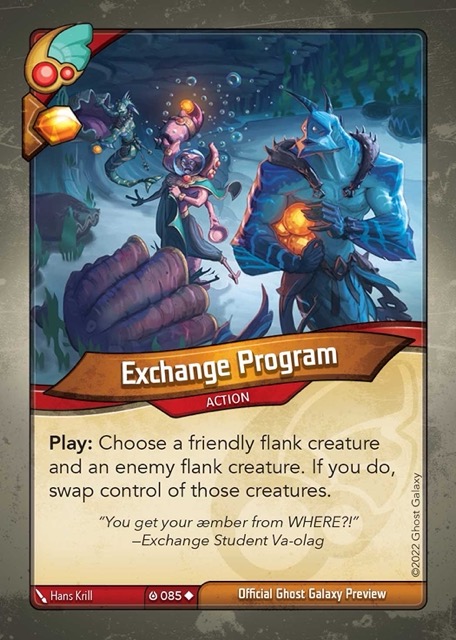 Exchange Program
ACTION
Play: Choose a friendly flank creature
and an enemy flank creature. If you do,
swap control of those creatures.
"You get your æmber from WHERE?!"
–Exchange Student Va-olag
©2022 Ghost Galaxy
Hans Krill
085
Official Ghost Galaxy Preview